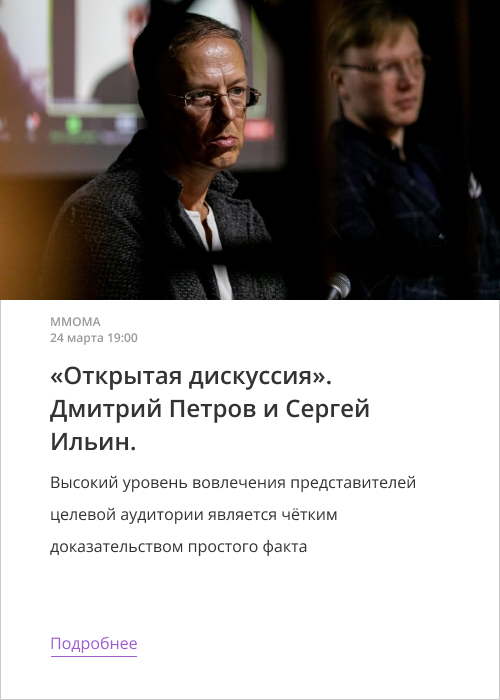 ММОМА
24 марта 19:00
«Открытая дискуссия».
Дмитрий Петров и Сергей
Ильин.
Высокий уровень вовлечения представителей
целевой аудитории является чётким
доказательством простого факта
Подробнее